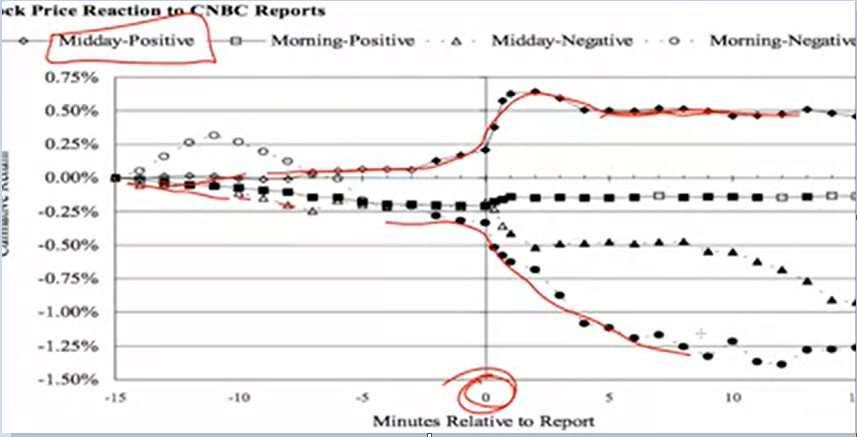 ck Price Reaction to CNBC Reports
Midday-Positive Morning-Positive Midday-Negative Morning-Negative
0.75%
0.50%
0.25%
0.00%
-0.25%
-0.50%
-0.75%
-1.00%
-1.25%
-1.50%
-15 -10 -5 0 5 10 1
Minutes Relative to Report